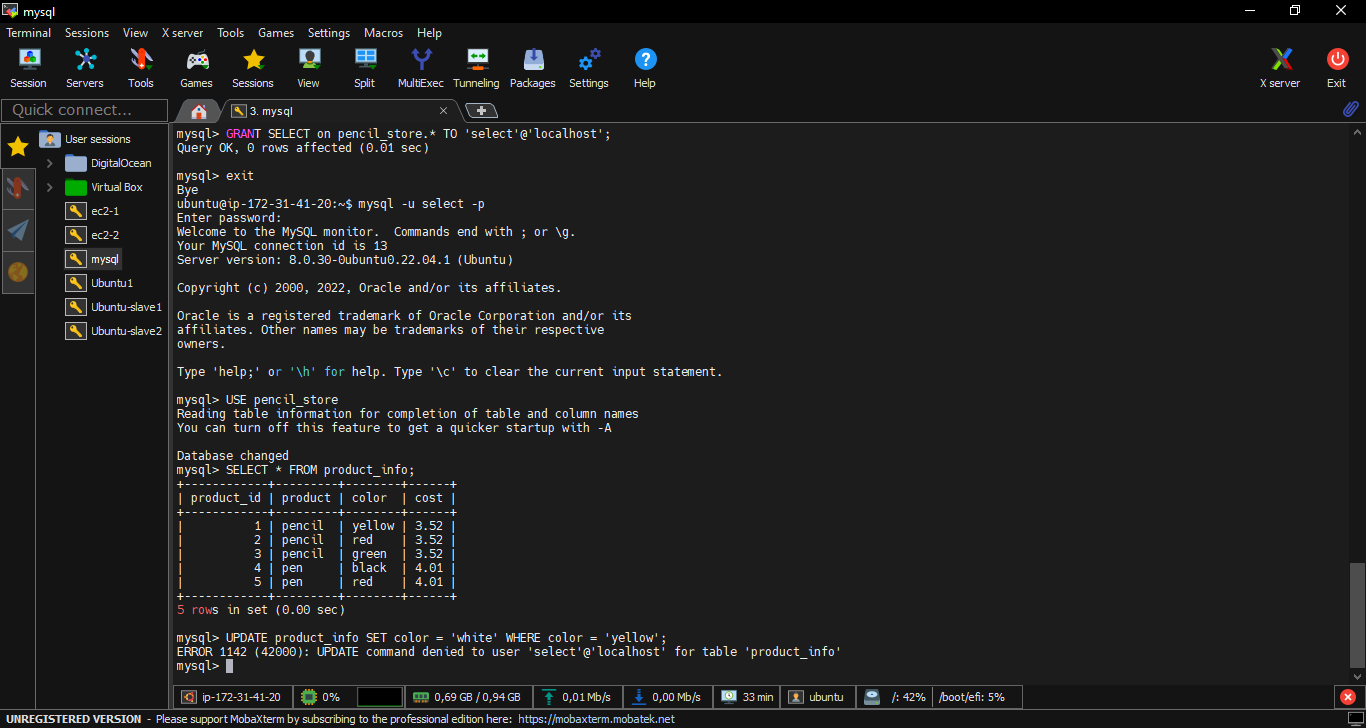 mysql
Terminal Sessions View X server Tools Games Settings Macros Help
Session Servers Tools Games Sessions View Split MultiExec Tunneling Packages Settings Help X server Exit
Quick connect...
3. mysql
User sessions
DigitalOcean
Virtual Box
ec2-1
ec2-2
mysql
Ubuntu1
Ubuntu-slave1
Ubuntu-slave2
mysql> GRANT SELECT on pencil_store.* TO 'select'@'localhost';
Query OK, 0 rows affected (0.01 sec)
mysql> exit
Bye
ubuntu@ip-172-31-41-20:~$ mysql -u select -p
Enter password:
Welcome to the MySQL monitor.  Commands end with ; or \g.
Your MySQL connection id is 13
Server version: 8.0.30-0ubuntu0.22.04.1 (Ubuntu)
Copyright (c) 2000, 2022, Oracle and/or its affiliates.
Oracle is a registered trademark of Oracle Corporation and/or its
affiliates. Other names may be trademarks of their respective
owners.
Type 'help;' or '\h' for help. Type '\c' to clear the current input statement.
mysql> USE pencil_store
Reading table information for completion of table and column names
You can turn off this feature to get a quicker startup with -A
Database changed
mysql> SELECT * FROM product_info;
+------------+---------+--------+------+
| product_id | product | color  | cost |
+------------+---------+--------+------+
|          1 | pencil  | yellow | 3.52 |
|          2 | pencil  | red    | 3.52 |
|          3 | pencil  | green  | 3.52 |
|          4 | pen     | black  | 4.01 |
|          5 | pen     | red    | 4.01 |
+------------+---------+--------+------+
5 rows in set (0.00 sec)
mysql> UPDATE product_info SET color = 'white' WHERE color = 'yellow';
ERROR 1142 (42000): UPDATE command denied to user 'select'@'localhost' for table 'product_info'
mysql>
ip-172-31-41-20 0% 0,69 GB / 0,94 GB 0,01 Mb/s 0,00 Mb/s 33 min ubuntu /: 42% /boot/efi: 5%
UNREGISTERED VERSION - Please support MobaXterm by subscribing to the professional edition here: https://mobaxterm.mobatek.net